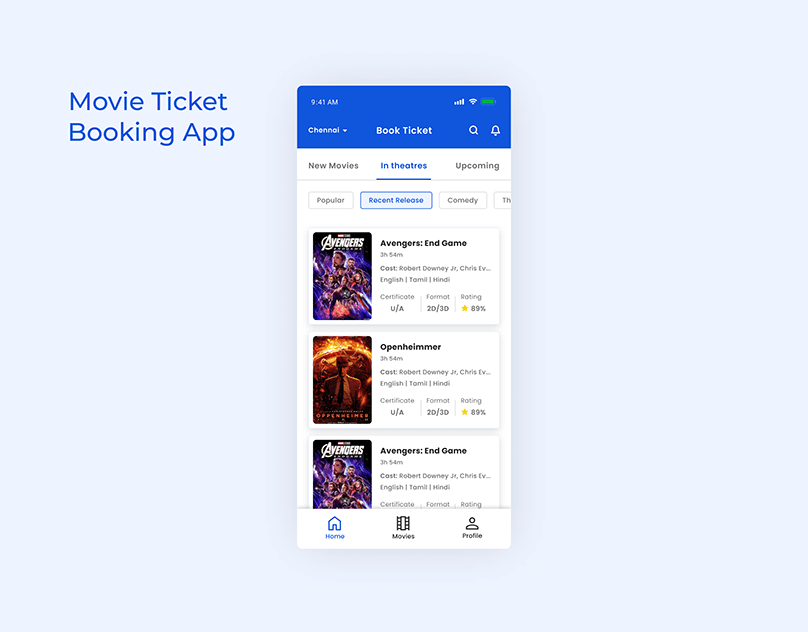 Movie Ticket
Booking App
9:41 AM
Chennai
Book Ticket
New Movies
In theatres
Upcoming
Popular
Recent Release
Comedy
Th
AVENGERS
ENDGAME
Avengers: End Game
3h 54m
Cast: Robert Downey Jr, Chris Ev...
English | Tamil | Hindi
Certificate Format Rating
U/A 2D/3D 89%
OPPENHEIMER
Openheimmer
3h 54m
Cast: Robert Downey Jr, Chris Ev...
English | Tamil | Hindi
Certificate Format Rating
U/A 2D/3D 89%
AVENGERS
Avengers: End Game
3h 54m
Cast: Robert Downey Jr, Chris Ev...
English | Tamil | Hindi
Certificate Format Rating
Home
Movies
Profile